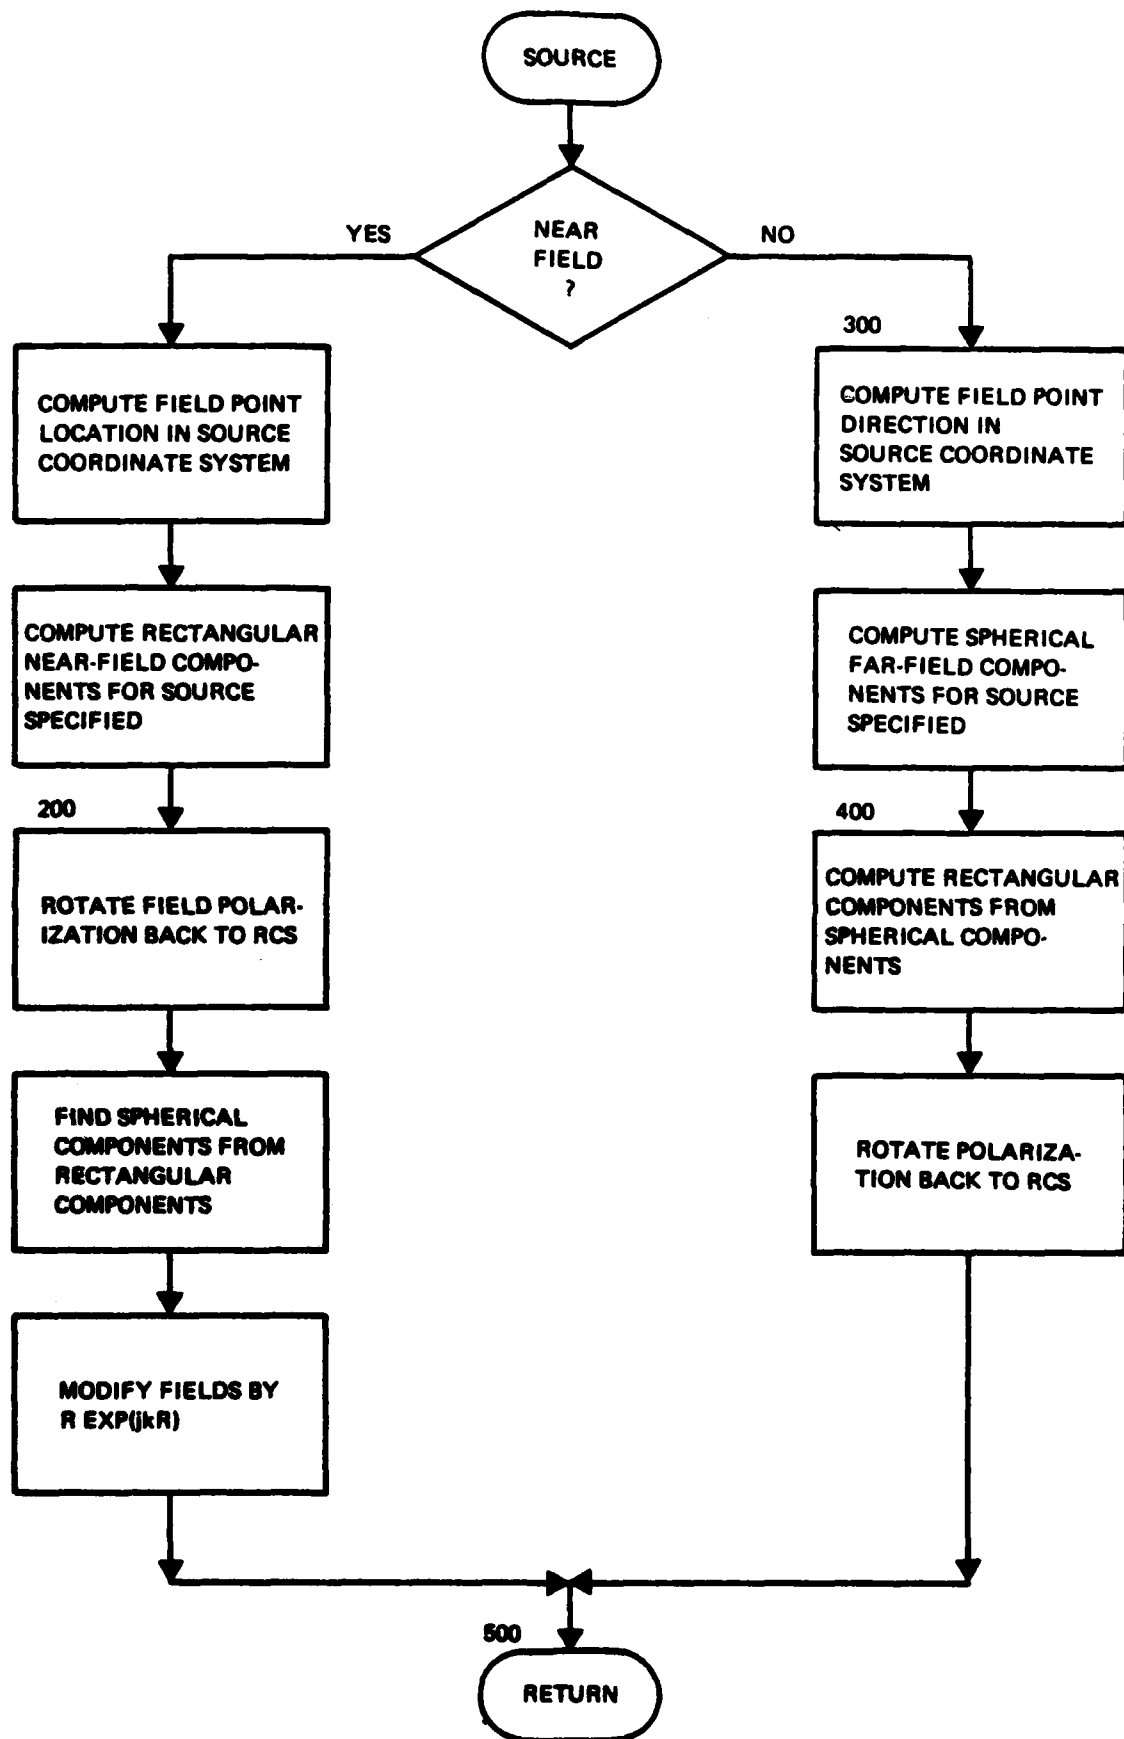 SOURCE
NEAR
FIELD
?
YES
NO
COMPUTE FIELD POINT
LOCATION IN SOURCE
COORDINATE SYSTEM
COMPUTE RECTANGULAR
NEAR-FIELD COMPO-
NENTS FOR SOURCE
SPECIFIED
200
ROTATE FIELD POLAR-
IZATION BACK TO RCS
FIND SPHERICAL
COMPONENTS FROM
RECTANGULAR
COMPONENTS
MODIFY FIELDS BY
R EXP(jkR)
300
COMPUTE FIELD POINT
DIRECTION IN
SOURCE COORDINATE
SYSTEM
COMPUTE SPHERICAL
FAR-FIELD COMPO-
NENTS FOR SOURCE
SPECIFIED
400
COMPUTE RECTANGULAR
COMPONENTS FROM
SPHERICAL COMPO-
NENTS
ROTATE POLARIZA-
TION BACK TO RCS
500
RETURN